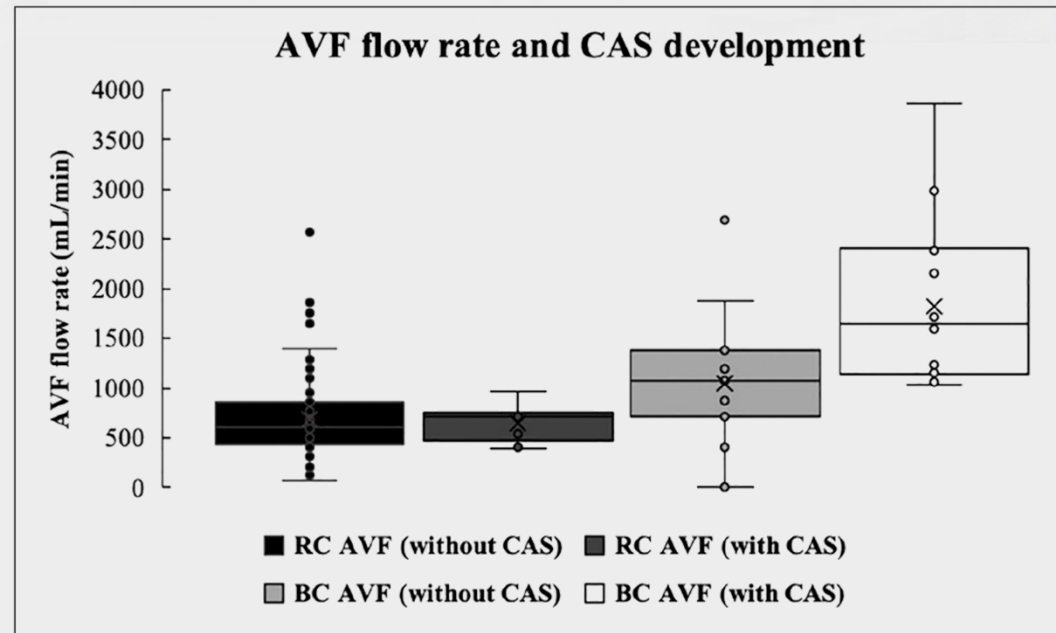 AVF flow rate and CAS development
AVF flow rate (mL/min)
4000
3500
3000
2500
2000
1500
1000
500
0
RC AVF (without CAS) RC AVF (with CAS)
BC AVF (without CAS) BC AVF (with CAS)